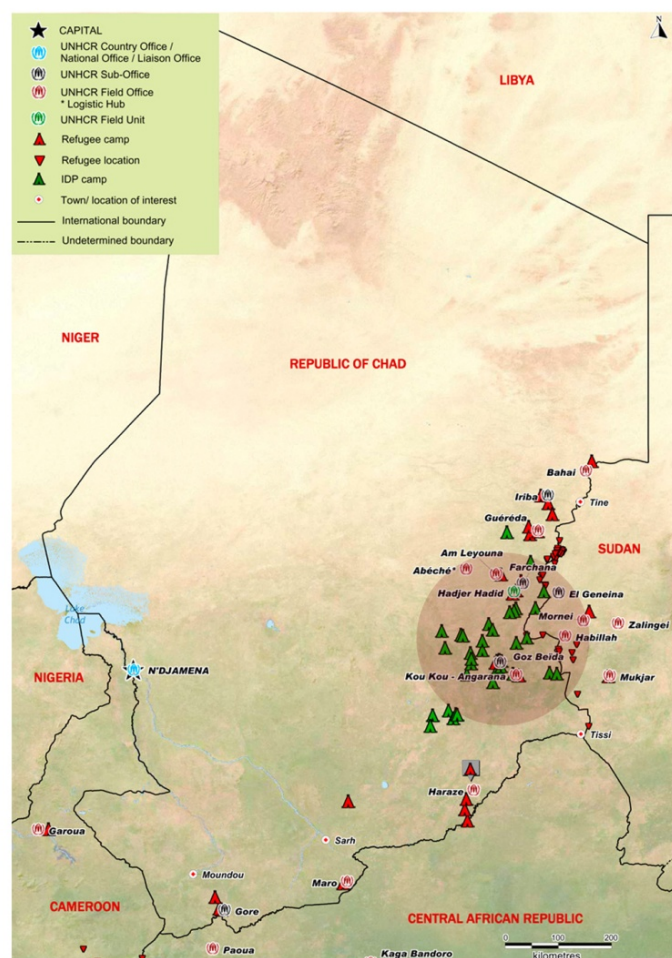 CAPITAL
UNHCR Country Office /
National Office / Liaison Office
UNHCR Sub-Office
UNHCR Field Office
* Logistic Hub
UNHCR Field Unit
Refugee camp
Refugee location
IDP camp
Town/ location of interest
International boundary
Undetermined boundary
N
LIBYA
NIGER
REPUBLIC OF CHAD
Bahai
Iriba
Tine
Guéréda
SUDAN
Am Leyouna
Abéché*
Farchana
Hadjer Hadid
El Geneina
Lake
Chad
Mornei
Zalingei
Habillah
Goz Beïda
N'DJAMENA
NIGERIA
Kou Kou - Angarana
Mukjar
Tissi
Haraze
Garoua
Sarh
Moundou
Maro
CAMEROON
Gore
CENTRAL AFRICAN REPUBLIC
Paoua
Kaga Bandoro
0 100 200
kilometres